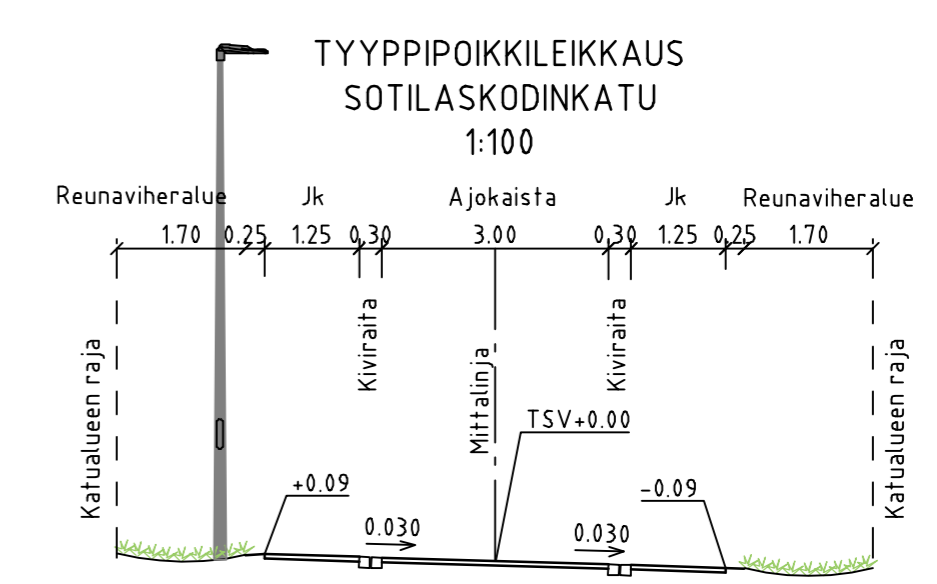 TYYPPIPOIKKILEIKKAUS
SOTILASKODINKATU
1:100
Reunaviheralue Jk Ajokaista Jk Reunaviheralue
1.70 0.25 1.25 0.30 3.00 0.30 1.25 0.25 1.70
Katualueen raja
Kiviraita
Mittalinja
Kiviraita
Katualueen raja
TSV+0.00
+0.09
-0.09
0.030
0.030